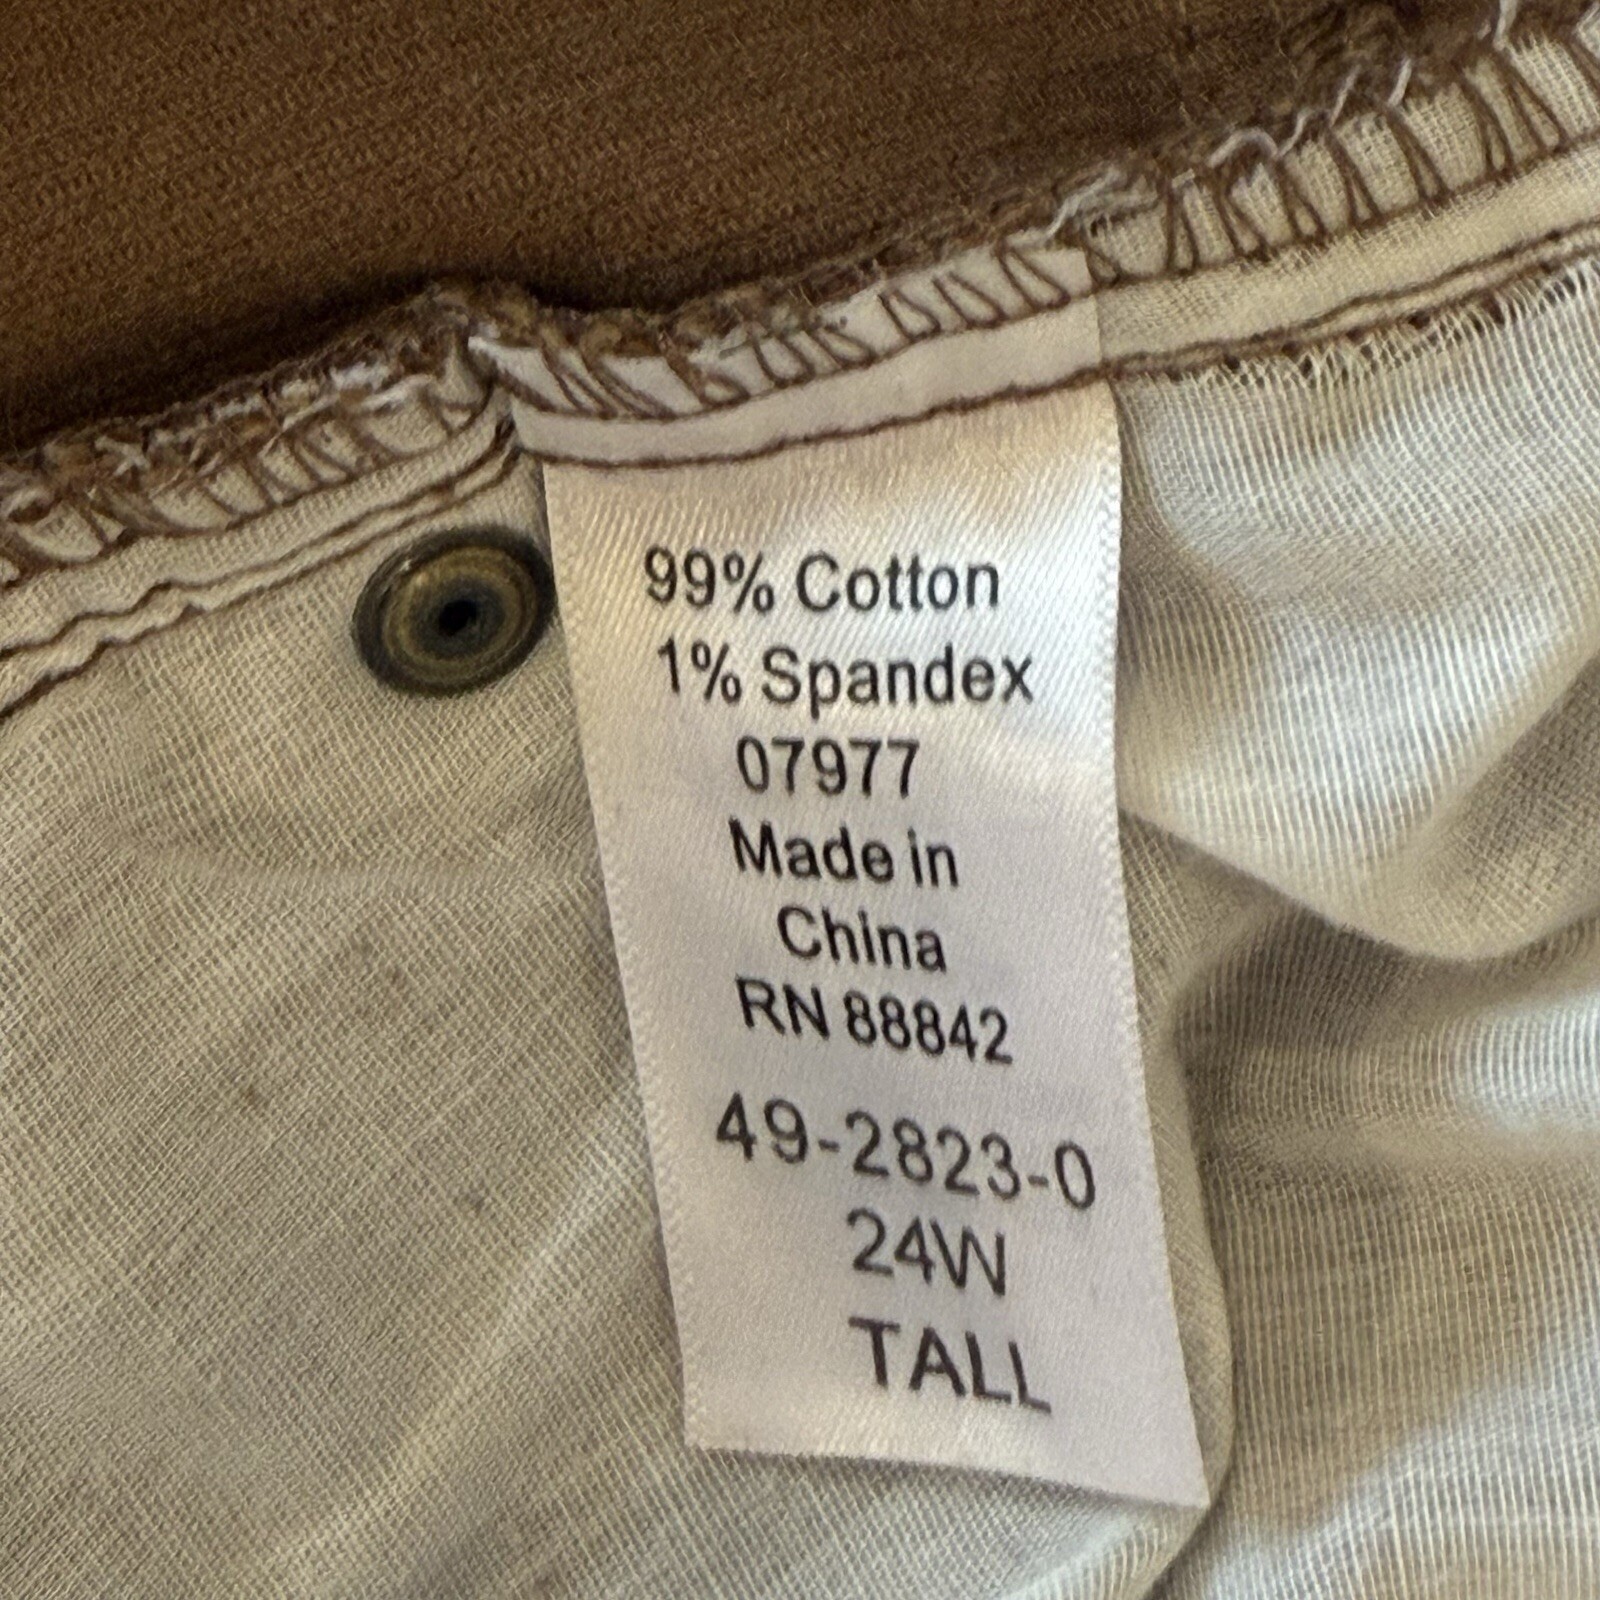 99% Cotton
1% Spandex
07977
Made in
China
RN 88842
49-2823-0
24W
TALL